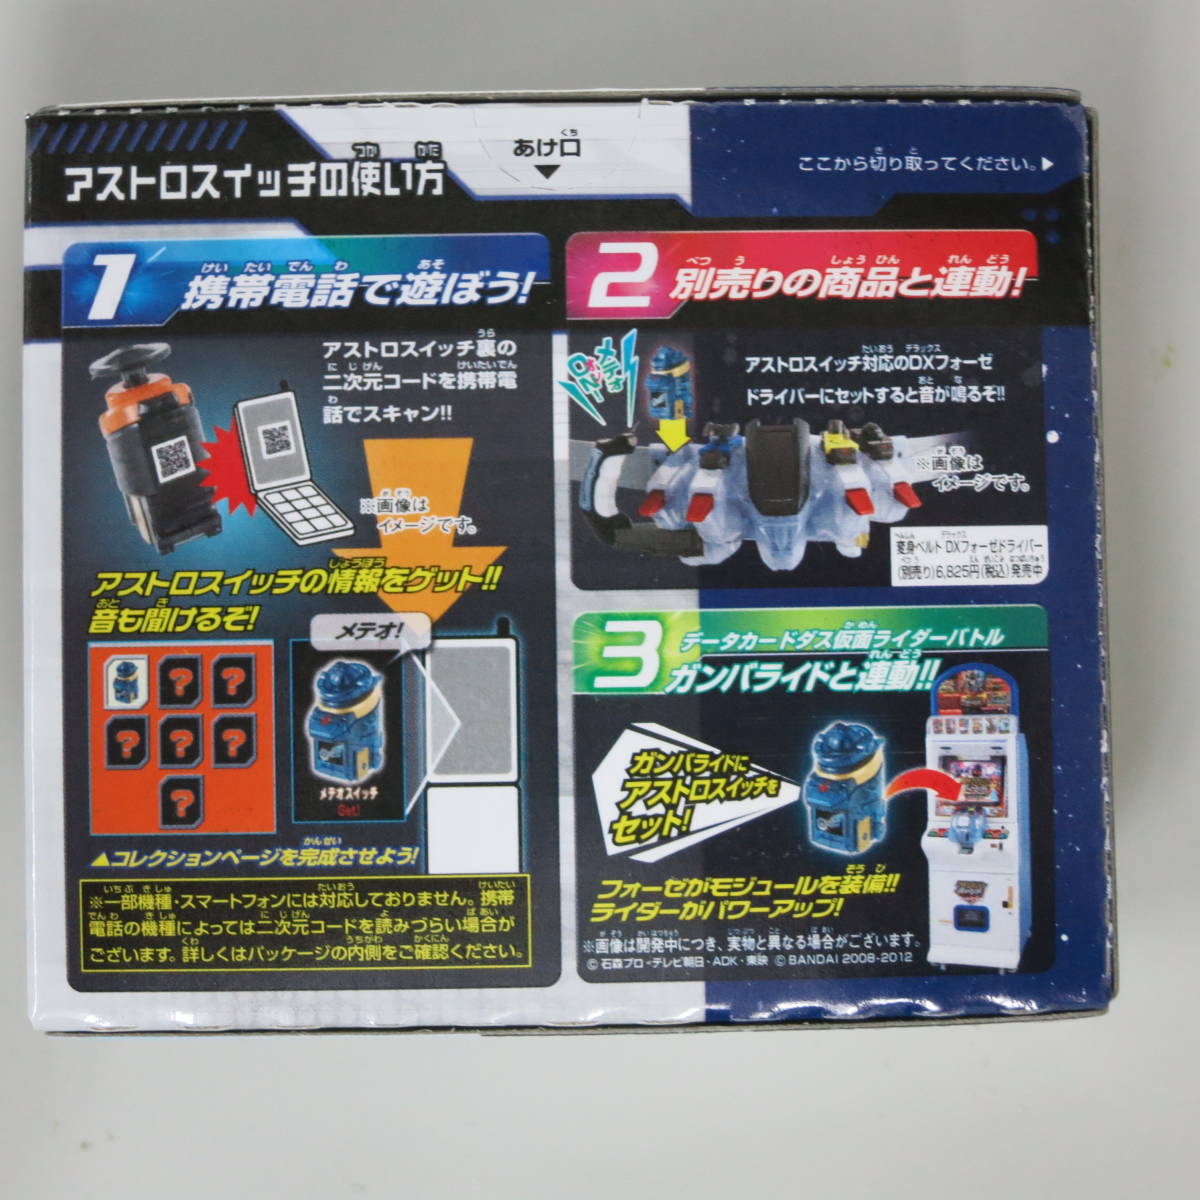 アストロスイッチの使い方
あけ口
ここから切り取ってください。▶
1 携帯電話で遊ぼう!
アストロスイッチ裏の
二次元コードを携帯電
話でスキャン!!
※画像は
イメージです。
アストロスイッチの情報をゲット!!
音も聞けるぞ!
メテオ!
? ?
? ? ?
?
メテオスイッチ
Get!
▲コレクションページを完成させよう!
※一部機種・スマートフォンには対応しておりません。携帯
電話の機種によっては二次元コードを読みづらい場合が
ございます。詳しくはパッケージの内側をご確認ください。
2 別売りの商品と連動!
アストロスイッチ対応のDXフォーゼ
ドライバーにセットすると音が鳴るぞ!!
※画像は
イメージです。
変身ベルト DXフォーゼドライバー
(別売り)6,825円(税込)発売中
3 データカードダス仮面ライダーバトル
ガンバライドと連動!!
ガンバライドに
アストロスイッチを
セット!
フォーゼがモジュールを装備!!
ライダーがパワーアップ!
※画像は開発中につき、実物と異なる場合がございます。
© 石森プロ・テレビ朝日・ADK・東映 © BANDAI 2008-2012